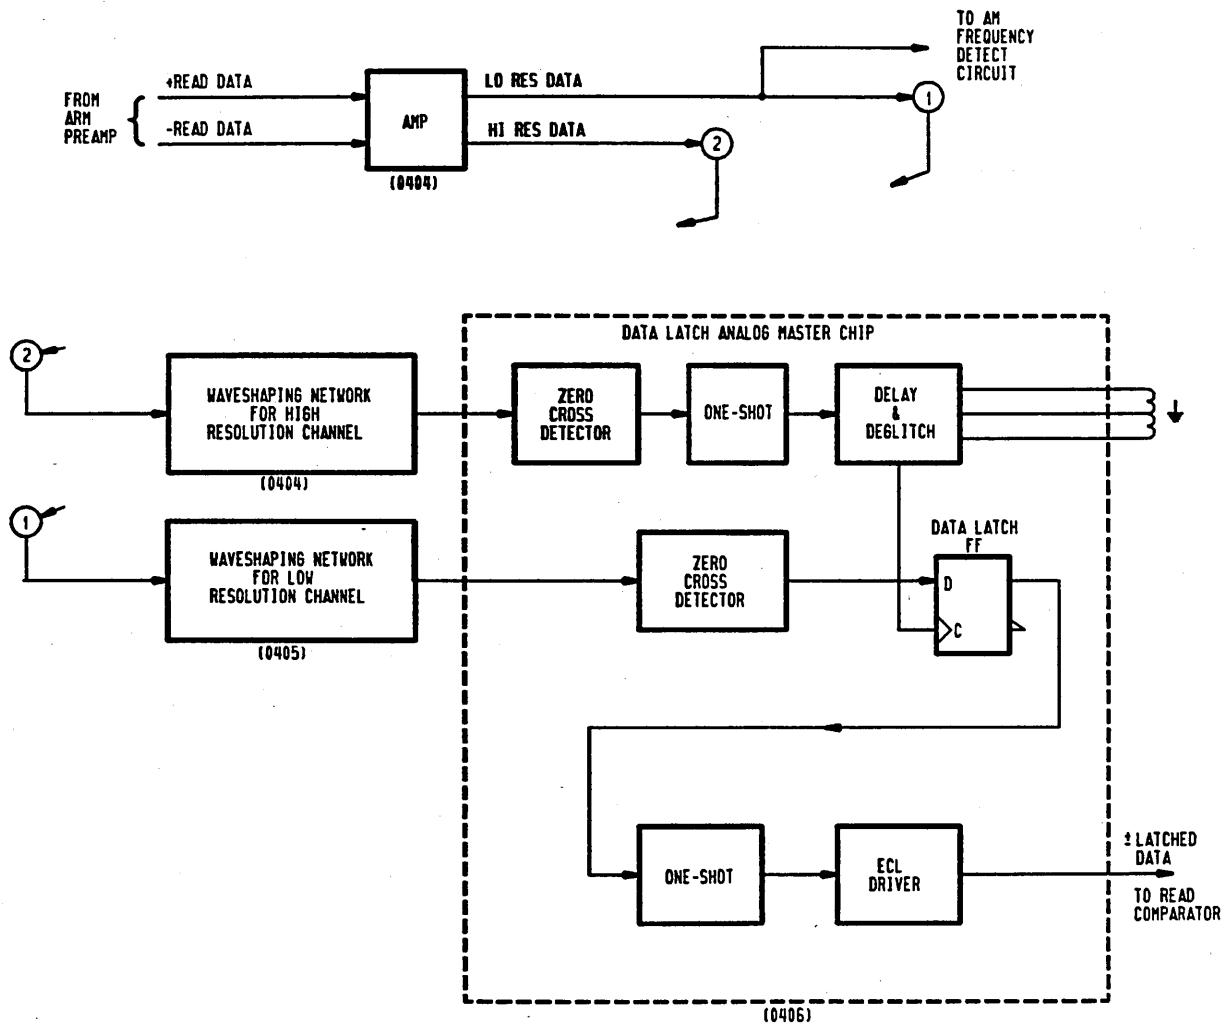 TO AM
FREQUENCY
DETECT
CIRCUIT
FROM
ARM
PREAMP
+READ DATA
-READ DATA
AMP
(0404)
LO RES DATA
HI RES DATA
1
2
DATA LATCH ANALOG MASTER CHIP
2
WAVESHAPING NETWORK
FOR HIGH
RESOLUTION CHANNEL
(0404)
ZERO
CROSS
DETECTOR
ONE-SHOT
DELAY
&
DEGLITCH
1
WAVESHAPING NETWORK
FOR LOW
RESOLUTION CHANNEL
(0405)
ZERO
CROSS
DETECTOR
DATA LATCH
FF
D
C
ONE-SHOT
ECL
DRIVER
±LATCHED
DATA
TO READ
COMPARATOR
(0406)